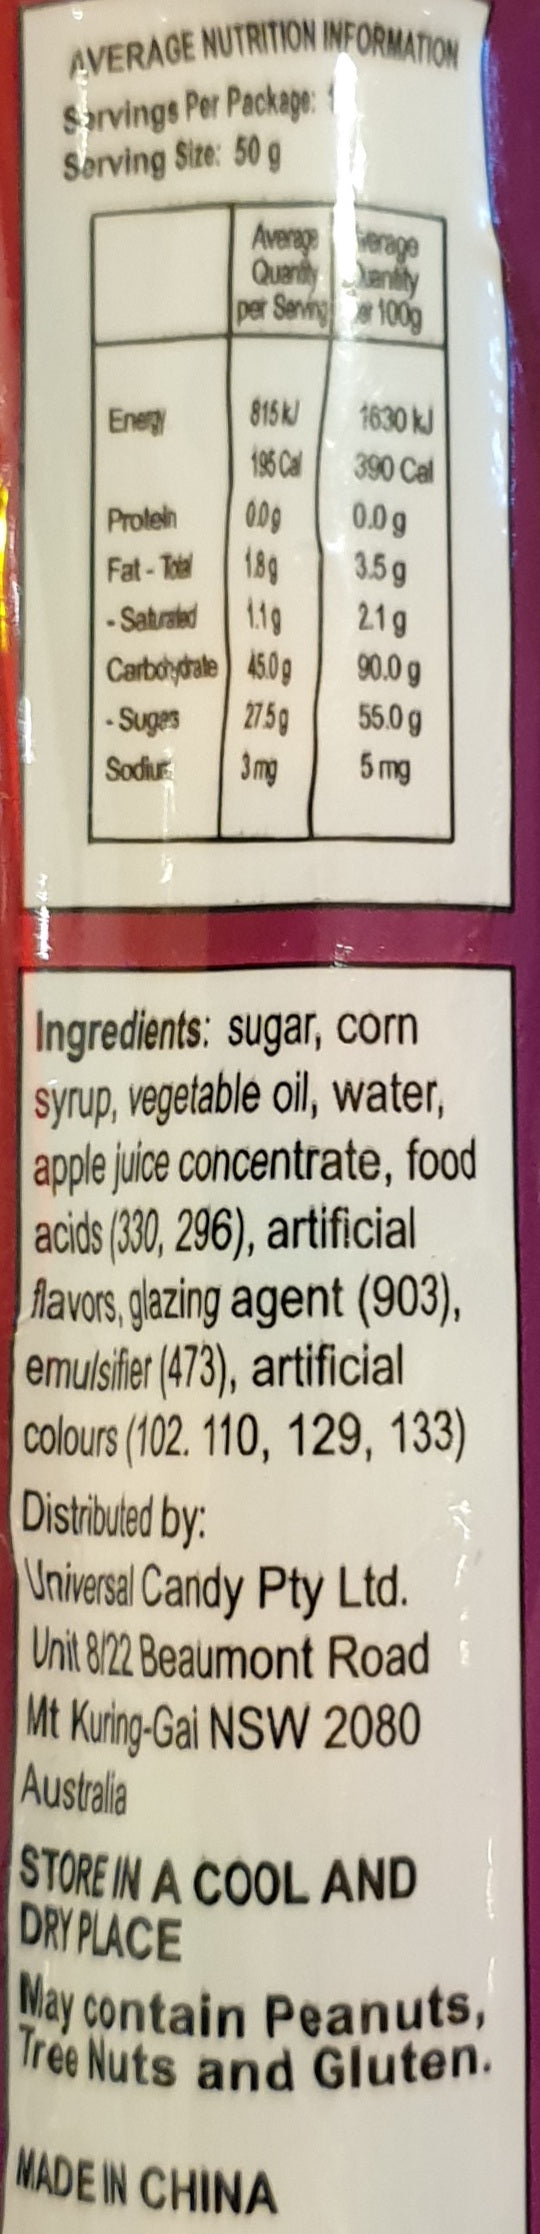 AVERAGE NUTRITION INFORMATION
Servings Per Package:
Serving Size: 50 g
Average Quantity per Serving
Average Quantity per 100g
Energy 815 kJ 1630 kJ
195 Cal 390 Cal
Protein 0.0g 0.0 g
Fat - Total 1.8g 3.5 g
- Saturated 1.1g 2.1 g
Carbohydrate 45.0g 90.0 g
- Sugars 27.5g 55.0 g
Sodium 3 mg 5 mg
Ingredients: sugar, corn
syrup, vegetable oil, water,
apple juice concentrate, food
acids (330, 296), artificial
flavors, glazing agent (903),
emulsifier (473), artificial
colours (102. 110, 129, 133)
Distributed by:
Universal Candy Pty Ltd.
Unit 8/22 Beaumont Road
Mt Kuring-Gai NSW 2080
Australia
STORE IN A COOL AND
DRY PLACE
May contain Peanuts,
Tree Nuts and Gluten.
MADE IN CHINA